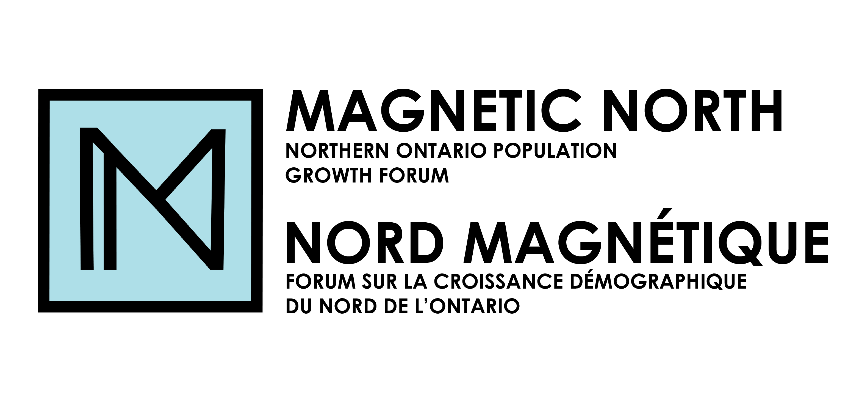 MAGNETIC NORTH
NORTHERN ONTARIO POPULATION
GROWTH FORUM
NORD MAGNÉTIQUE
FORUM SUR LA CROISSANCE DÉMOGRAPHIQUE
DU NORD DE L'ONTARIO